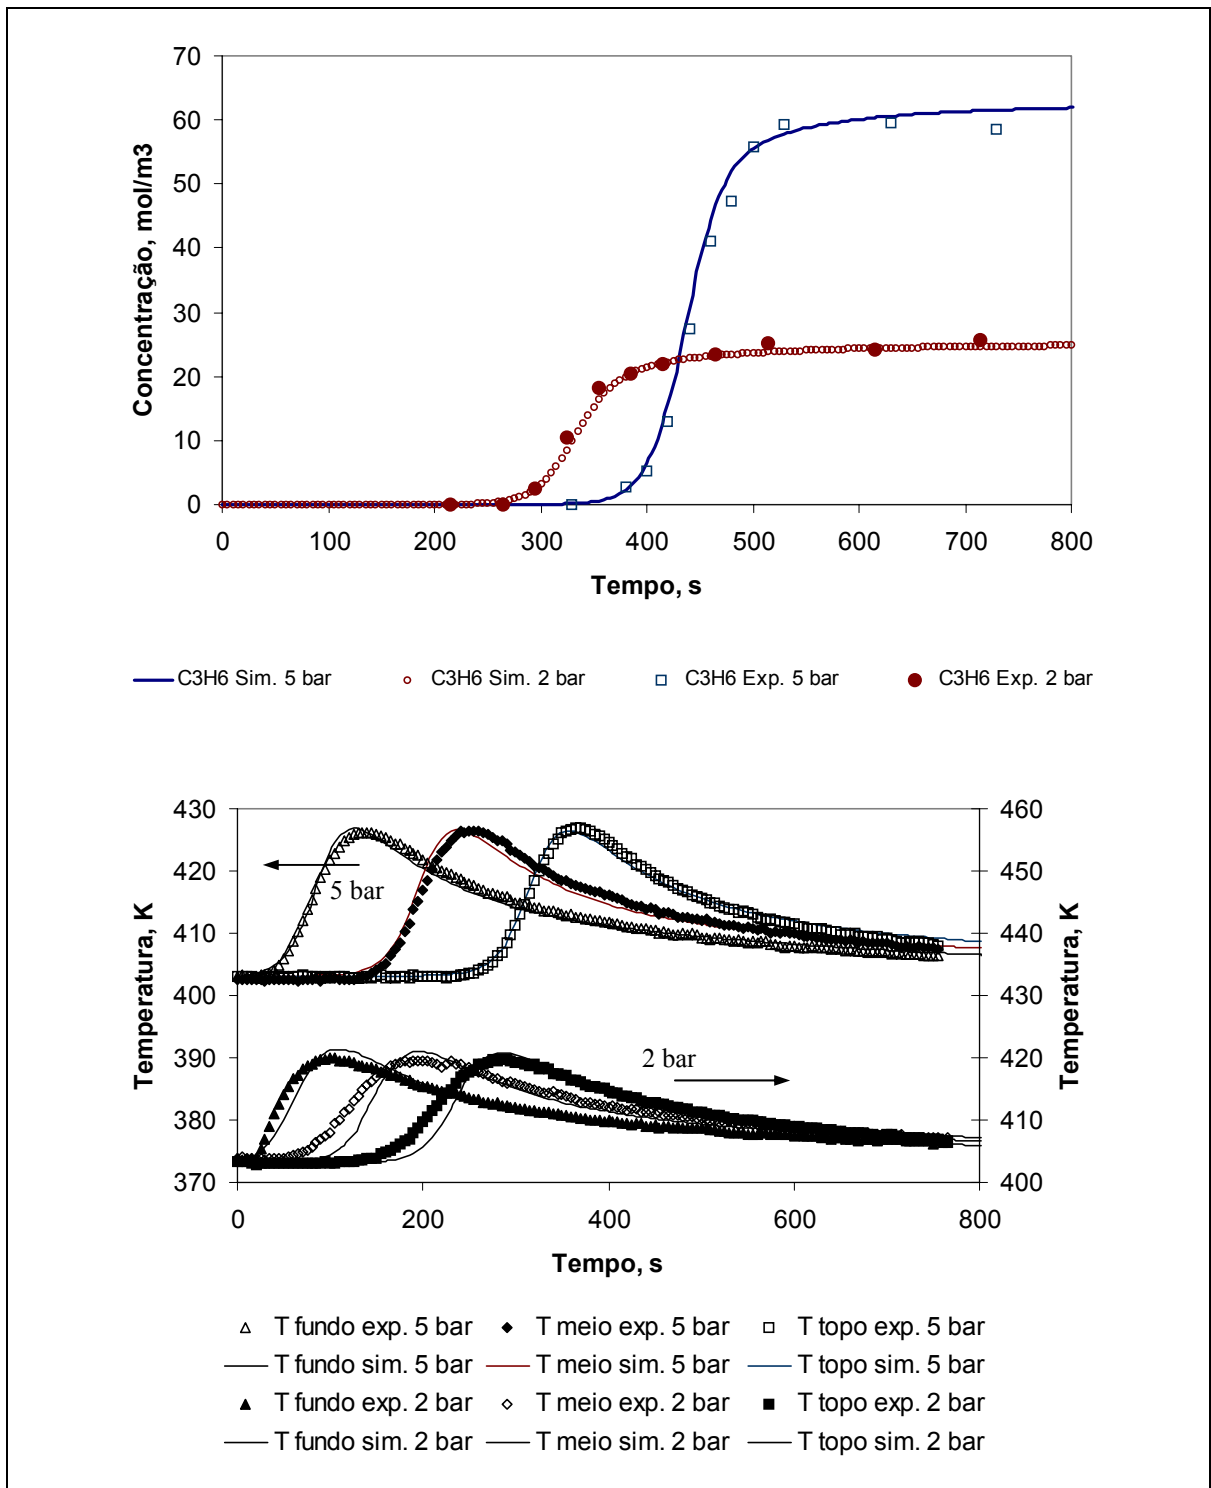 70
60
50
40
30
20
10
0
Concentração, mol/m3
0 100 200 300 400 500 600 700 800
Tempo, s
C3H6 Sim. 5 bar C3H6 Sim. 2 bar C3H6 Exp. 5 bar C3H6 Exp. 2 bar
430 460
420 450
5 bar
410 440
400 430
390 420
2 bar
380 410
370 400
Temperatura, K
Temperatura, K
0 200 400 600 800
Tempo, s
T fundo exp. 5 bar T meio exp. 5 bar T topo exp. 5 bar
T fundo sim. 5 bar T meio sim. 5 bar T topo sim. 5 bar
T fundo exp. 2 bar T meio exp. 2 bar T topo exp. 2 bar
T fundo sim. 2 bar T meio sim. 2 bar T topo sim. 2 bar